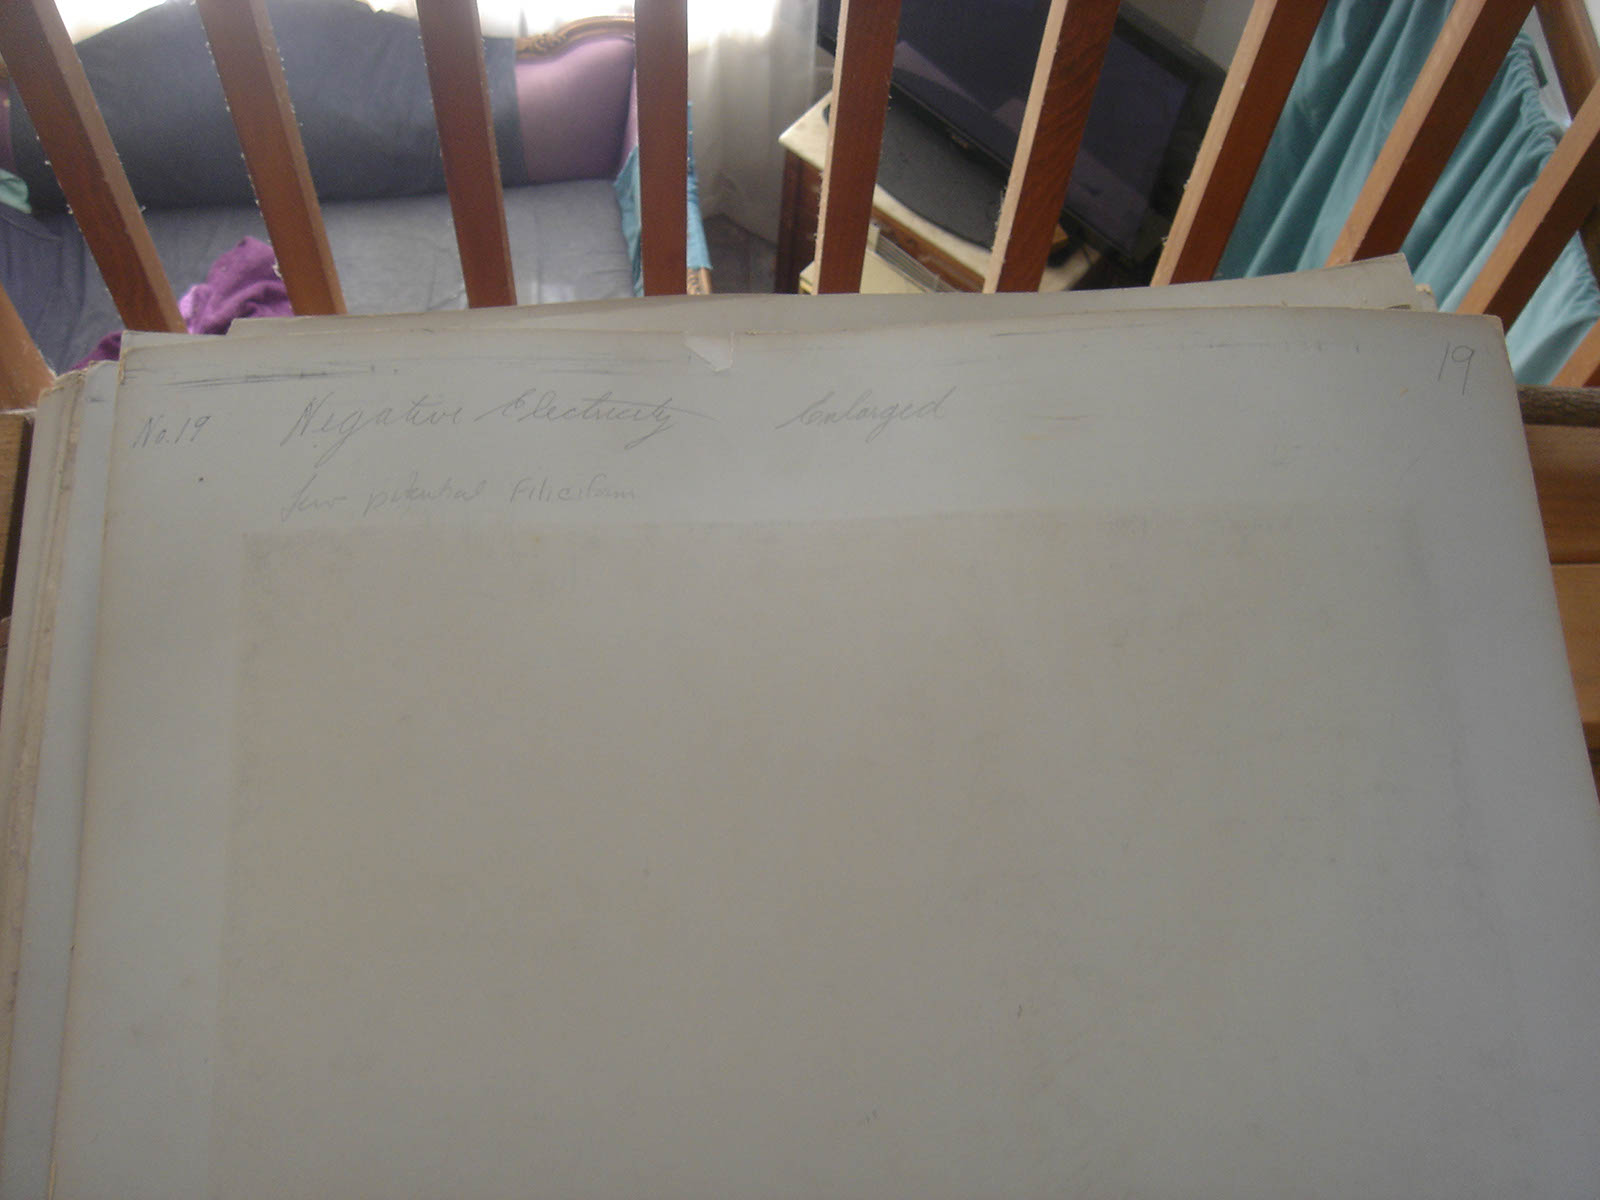 19
No. 19 Negative Electricity Enlarged
Low potential Filiciform